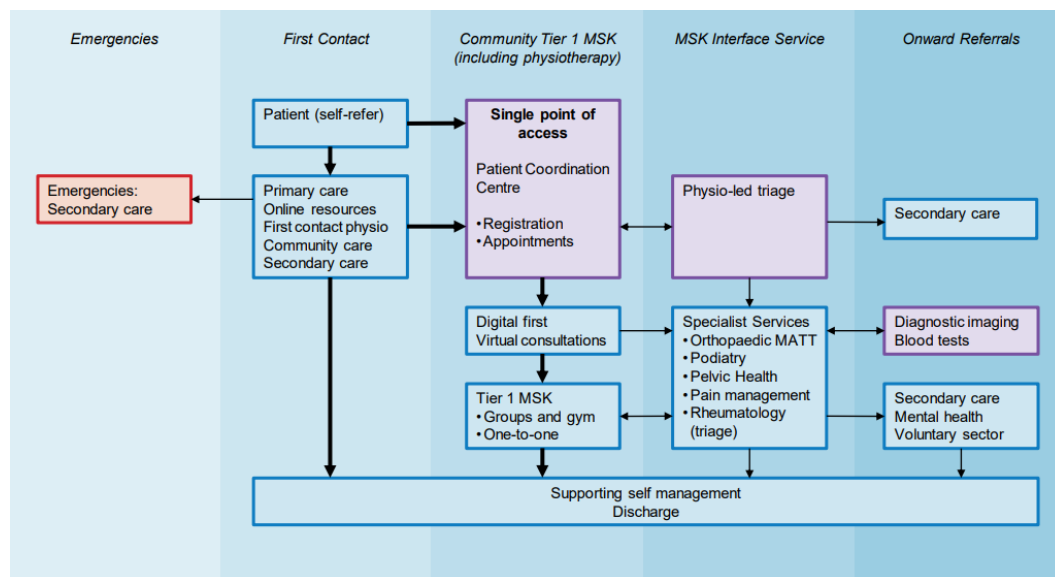 Emergencies
First Contact
Community Tier 1 MSK
(including physiotherapy)
MSK Interface Service
Onward Referrals
Patient (self-refer)
Single point of
access
Patient Coordination
Centre
• Registration
• Appointments
Emergencies:
Secondary care
Primary care
Online resources
First contact physio
Community care
Secondary care
Physio-led triage
Secondary care
Digital first
Virtual consultations
Specialist Services
• Orthopaedic MATT
• Podiatry
• Pelvic Health
• Pain management
• Rheumatology
(triage)
Diagnostic imaging
Blood tests
Tier 1 MSK
• Groups and gym
• One-to-one
Secondary care
Mental health
Voluntary sector
Supporting self management
Discharge